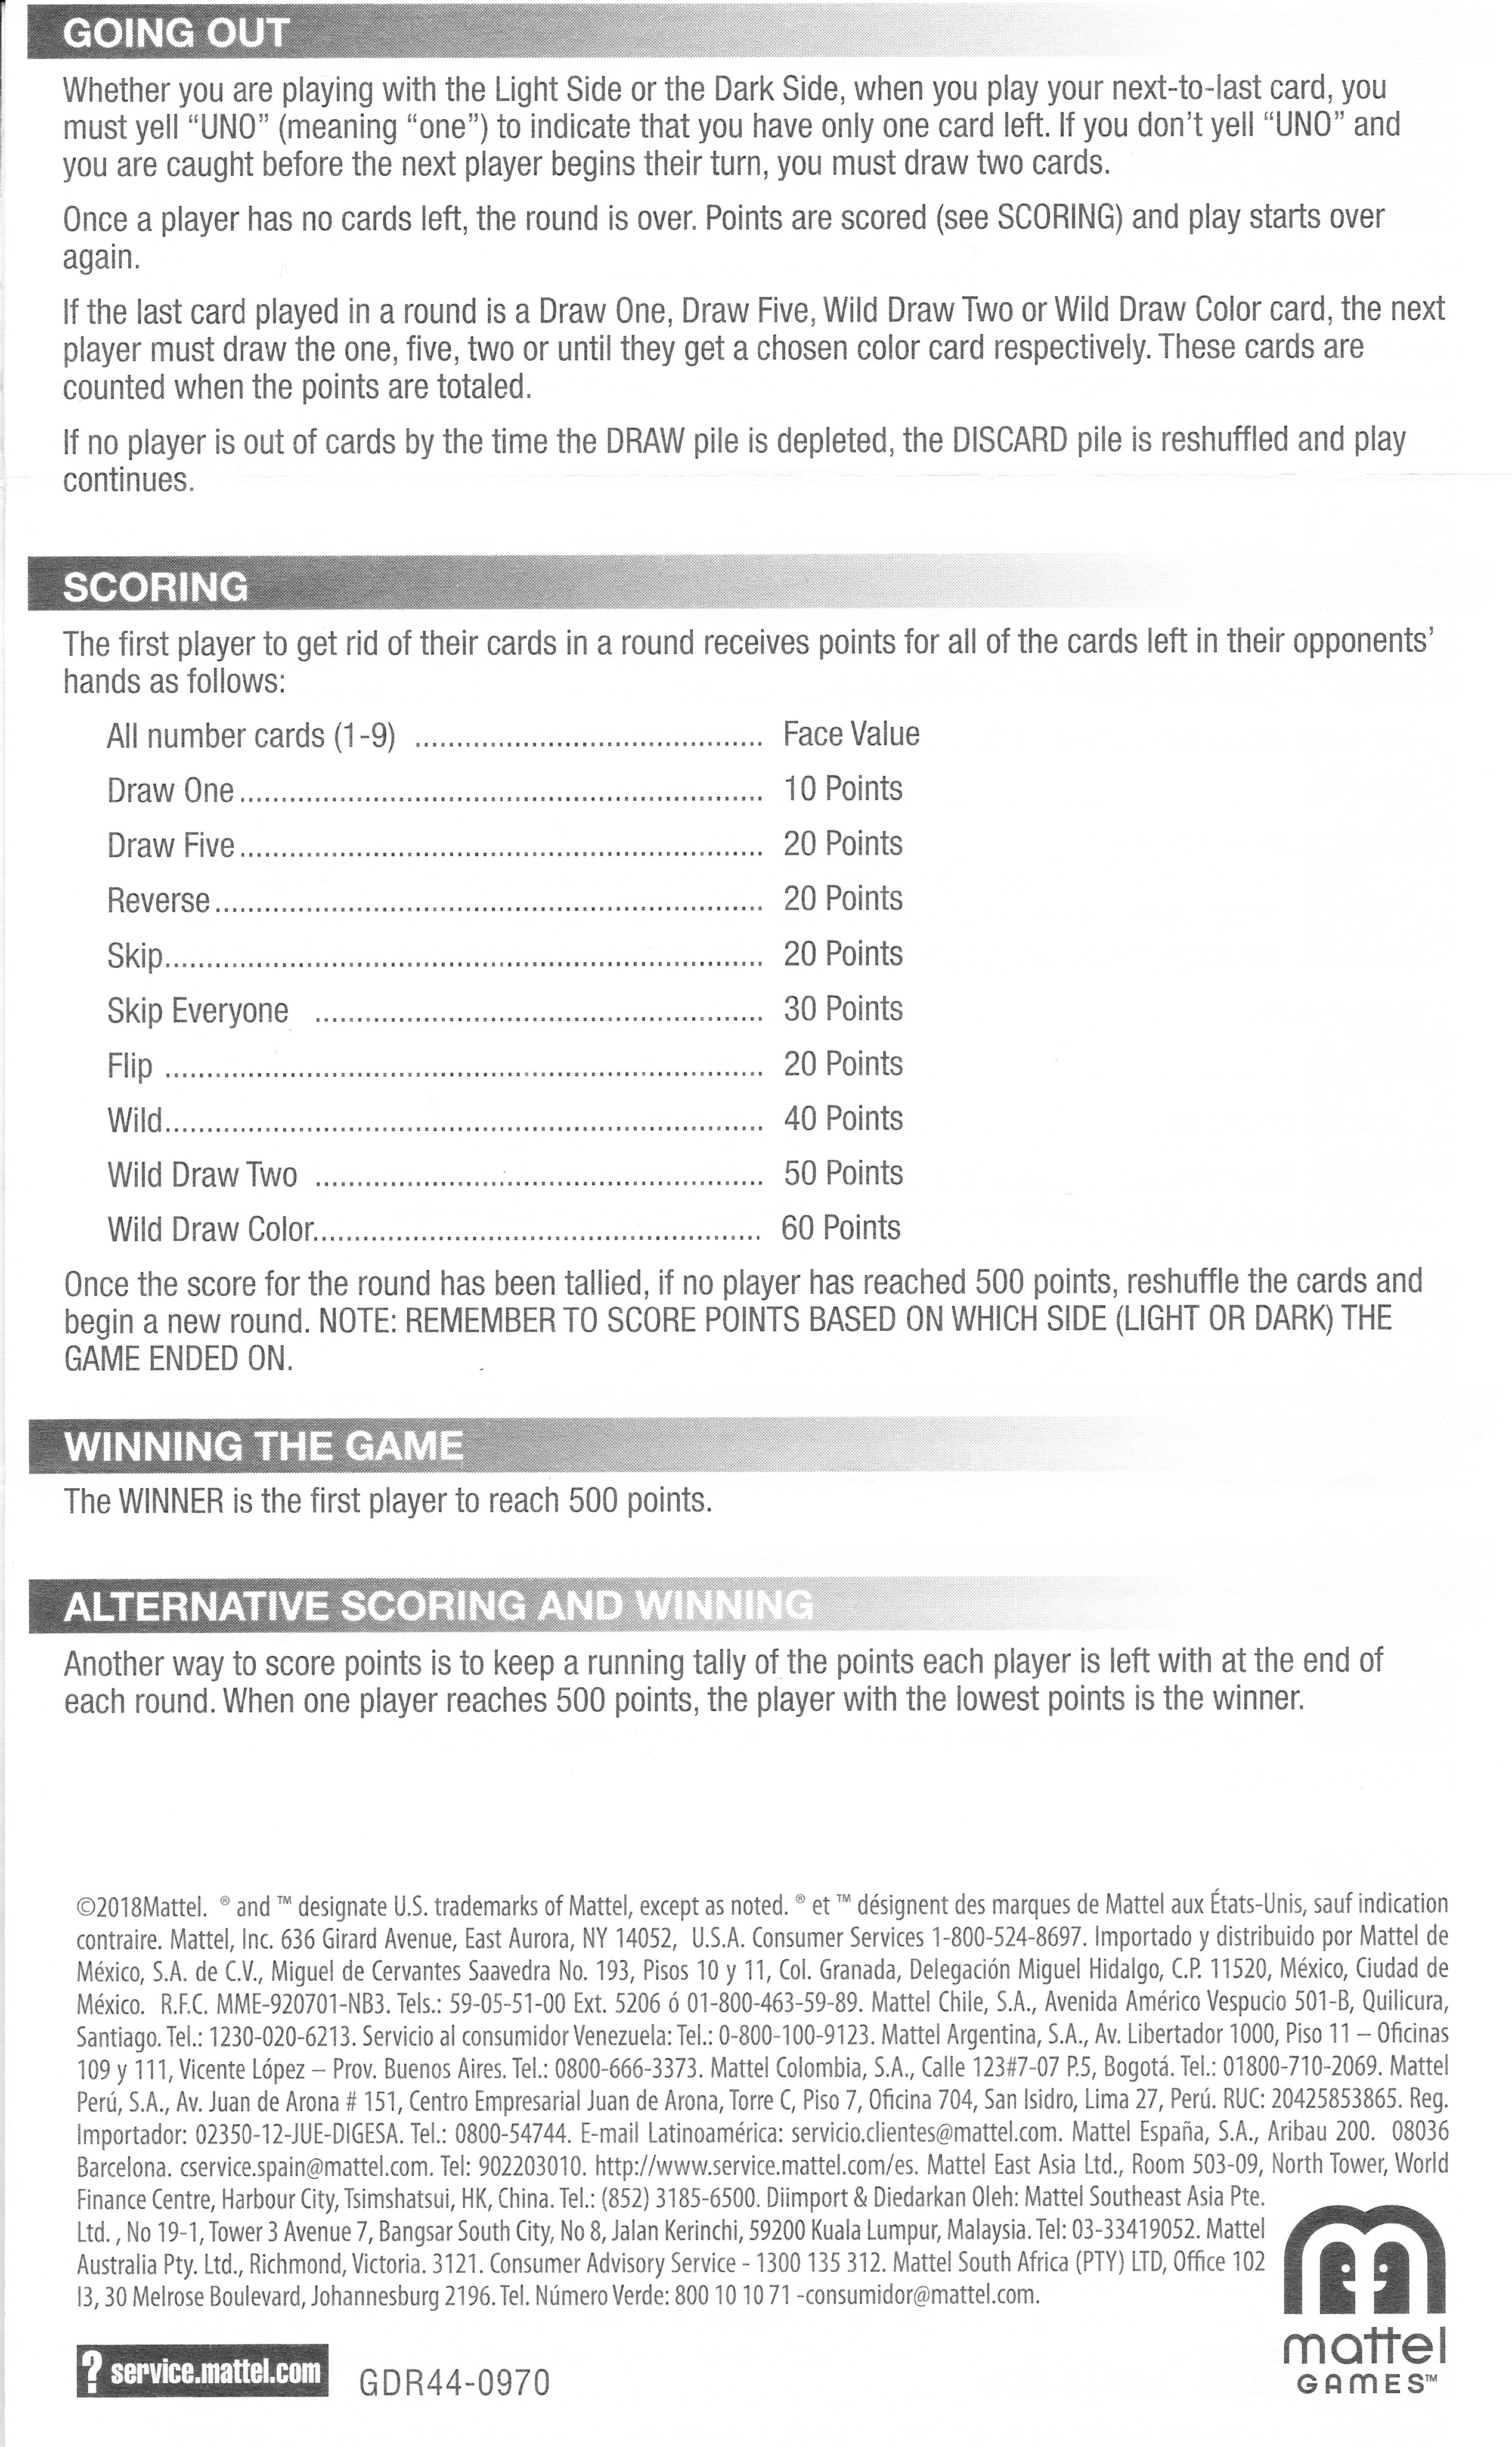 GOING OUT
Whether you are playing with the Light Side or the Dark Side, when you play your next-to-last card, you
must yell “UNO” (meaning “one”) to indicate that you have only one card left. If you don’t yell “UNO” and
you are caught before the next player begins their turn, you must draw two cards.
Once a player has no cards left, the round is over. Points are scored (see SCORING) and play starts over
again.
If the last card played in a round is a Draw One, Draw Five, Wild Draw Two or Wild Draw Color card, the next
player must draw the one, five, two or until they get a chosen color card respectively. These cards are
counted when the points are totaled.
If no player is out of cards by the time the DRAW pile is depleted, the DISCARD pile is reshuffled and play
continues.
SCORING
The first player to get rid of their cards in a round receives points for all of the cards left in their opponents’
hands as follows:
All number cards (1-9) .......................................... Face Value
Draw One............................................................... 10 Points
Draw Five............................................................... 20 Points
Reverse.................................................................. 20 Points
Skip........................................................................ 20 Points
Skip Everyone ...................................................... 30 Points
Flip ........................................................................ 20 Points
Wild........................................................................ 40 Points
Wild Draw Two ...................................................... 50 Points
Wild Draw Color...................................................... 60 Points
Once the score for the round has been tallied, if no player has reached 500 points, reshuffle the cards and
begin a new round. NOTE: REMEMBER TO SCORE POINTS BASED ON WHICH SIDE (LIGHT OR DARK) THE
GAME ENDED ON.
WINNING THE GAME
The WINNER is the first player to reach 500 points.
ALTERNATIVE SCORING AND WINNING
Another way to score points is to keep a running tally of the points each player is left with at the end of
each round. When one player reaches 500 points, the player with the lowest points is the winner.
©2018Mattel. ® and ™ designate U.S. trademarks of Mattel, except as noted. ® et ™ désignent des marques de Mattel aux États-Unis, sauf indication
contraire. Mattel, Inc. 636 Girard Avenue, East Aurora, NY 14052, U.S.A. Consumer Services 1-800-524-8697. Importado y distribuido por Mattel de
México, S.A. de C.V., Miguel de Cervantes Saavedra No. 193, Pisos 10 y 11, Col. Granada, Delegación Miguel Hidalgo, C.P. 11520, México, Ciudad de
México. R.F.C. MME-920701-NB3. Tels.: 59-05-51-00 Ext. 5206 ó 01-800-463-59-89. Mattel Chile, S.A., Avenida Américo Vespucio 501-B, Quilicura,
Santiago. Tel.: 1230-020-6213. Servicio al consumidor Venezuela: Tel.: 0-800-100-9123. Mattel Argentina, S.A., Av. Libertador 1000, Piso 11 – Oficinas
109 y 111, Vicente López – Prov. Buenos Aires. Tel.: 0800-666-3373. Mattel Colombia, S.A., Calle 123#7-07 P.5, Bogotá. Tel.: 01800-710-2069. Mattel
Perú, S.A., Av. Juan de Arona # 151, Centro Empresarial Juan de Arona, Torre C, Piso 7, Oficina 704, San Isidro, Lima 27, Perú. RUC: 20425853865. Reg.
Importador: 02350-12-JUE-DIGESA. Tel.: 0800-54744. E-mail Latinoamérica: servicio.clientes@mattel.com. Mattel España, S.A., Aribau 200. 08036
Barcelona. cservice.spain@mattel.com. Tel: 902203010. http://www.service.mattel.com/es. Mattel East Asia Ltd., Room 503-09, North Tower, World
Finance Centre, Harbour City, Tsimshatsui, HK, China. Tel.: (852) 3185-6500. Diimport & Diedarkan Oleh: Mattel Southeast Asia Pte.
Ltd. , No 19-1, Tower 3 Avenue 7, Bangsar South City, No 8, Jalan Kerinchi, 59200 Kuala Lumpur, Malaysia. Tel: 03-33419052. Mattel
Australia Pty. Ltd., Richmond, Victoria. 3121. Consumer Advisory Service - 1300 135 312. Mattel South Africa (PTY) LTD, Office 102
I3, 30 Melrose Boulevard, Johannesburg 2196. Tel. Número Verde: 800 10 10 71 -consumidor@mattel.com.
mattel
GAMES™
? service.mattel.com GDR44-0970